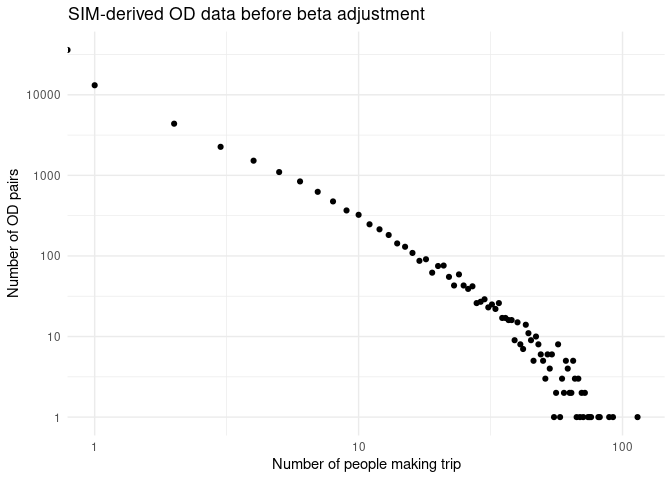 SIM-derived OD data before beta adjustment
Number of OD pairs
10000
1000
100
10
1
1
10
100
Number of people making trip